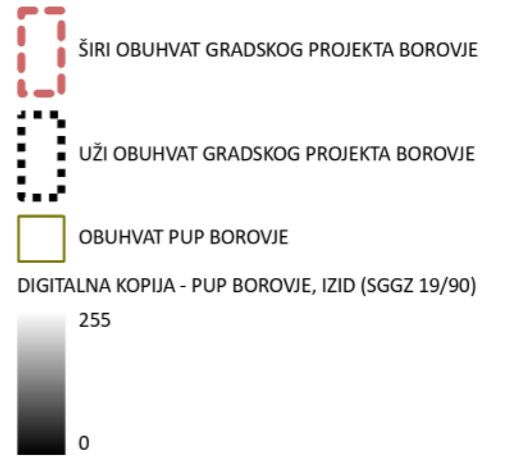 ŠIRI OBUHVAT GRADSKOG PROJEKTA BOROVJE
UŽI OBUHVAT GRADSKOG PROJEKTA BOROVJE
OBUHVAT PUP BOROVJE
DIGITALNA KOPIJA - PUP BOROVJE, IZID (SGGZ 19/90)
255
0